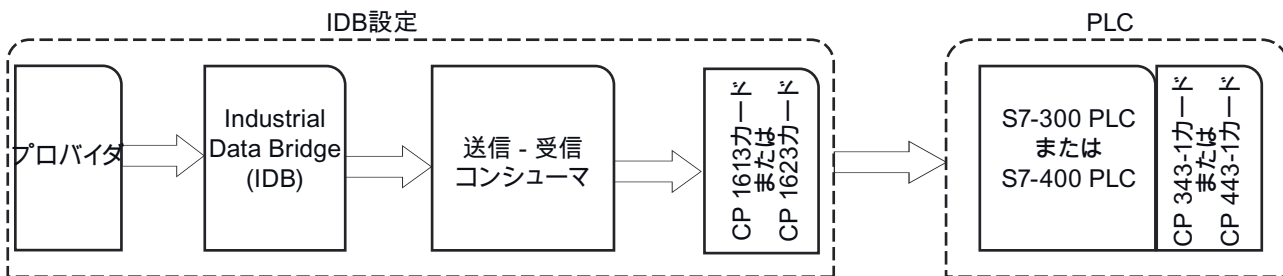 IDB設定
PLC
プロバイダ
Industrial
Data Bridge
(IDB)
送信 - 受信
コンシューマ
CP 1613カード
または
CP 1623カード
S7-300 PLC
または
S7-400 PLC
CP 343-1カード
または
CP 443-1カード